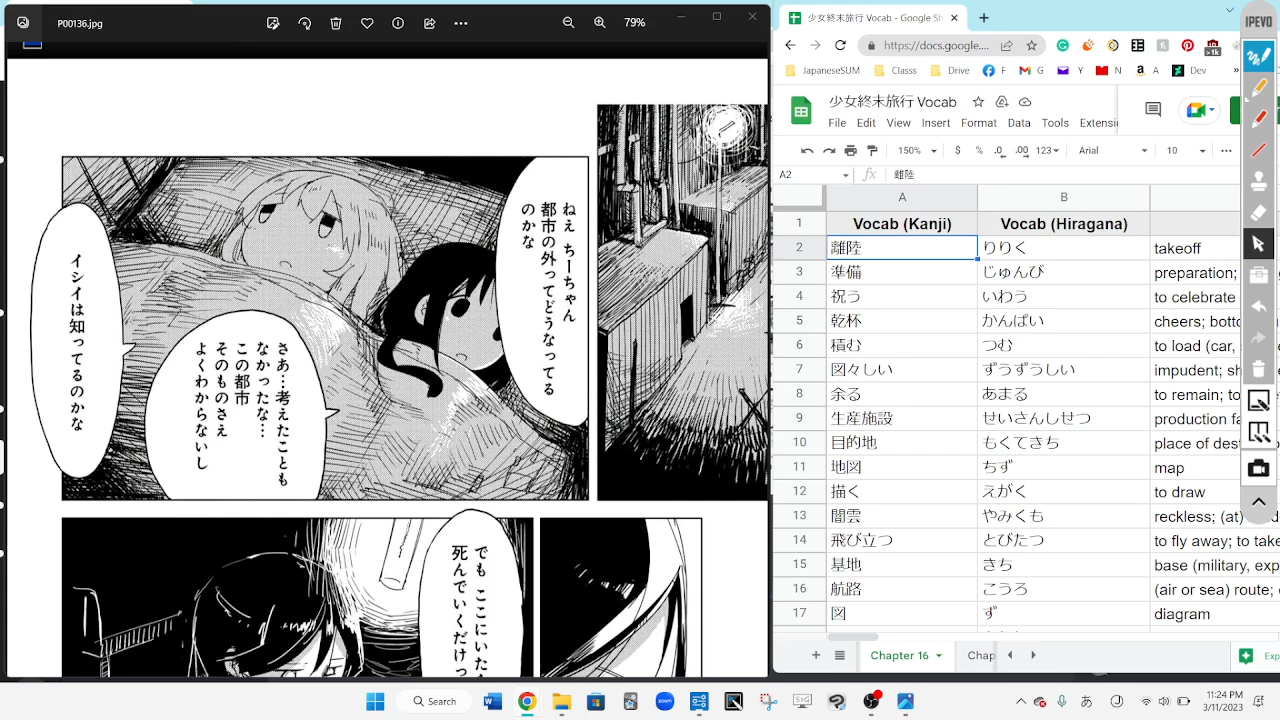 P00136.jpg
79%
ねえ ちーちゃん
都市の外ってどうなってる
のかな
さあ…考えたことも
なかったな…
この都市
そのものさえ
よくわからないし
イシイは知ってるのかな
でも ここにいた
死んでいくだけっ
少女終末旅行 Vocab - Google Sh
https://docs.google....
JapaneseSUM
Classs
Drive
F
G
Y
N
A
Dev
»
少女終末旅行 Vocab
File Edit View Insert Format Data Tools Extensi
150% $ % .0 .00 123 Arial 10
A2 fx 離陸
A B
1 Vocab (Kanji) Vocab (Hiragana)
2 離陸 りりく takeoff
3 準備 じゅんび preparation;
4 祝う いわう to celebrate
5 乾杯 かんぱい cheers; botto
6 積む つむ to load (car,
7 図々しい ずうずうしい impudent; sh
8 余る あまる to remain; to
9 生産施設 せいさんしせつ production fa
10 目的地 もくてきち place of des
11 地図 ちず map
12 描く えがく to draw
13 闇雲 やみくも reckless; (at)
14 飛び立つ とびたつ to fly away; to take
15 基地 きち base (military, exp
16 航路 こうろ (air or sea) route;
17 図 ず diagram
Chapter 16
Chap
Exp
IPEVO
Search
zoom
あ
11:24 PM
3/11/2023